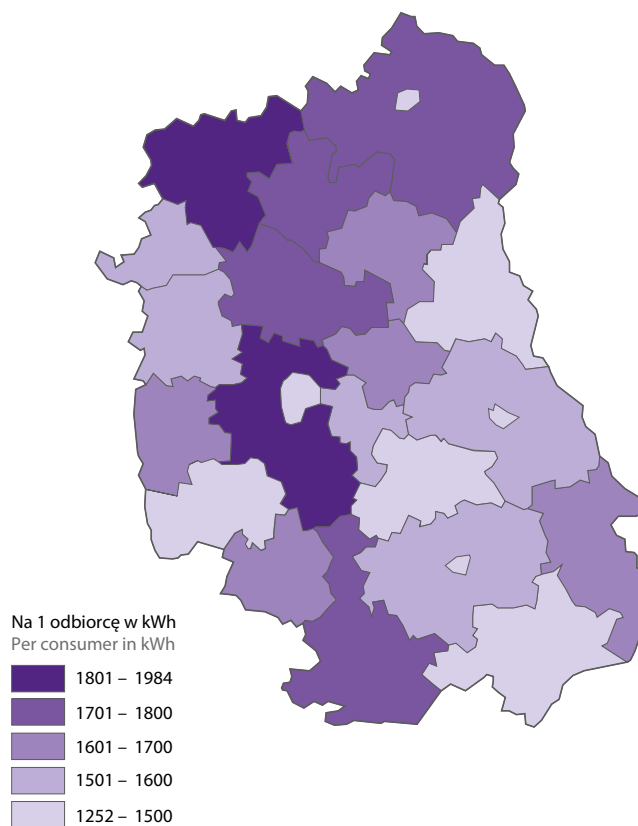 Na 1 odbiorcę w kWh
Per consumer in kWh
1801 – 1984
1701 – 1800
1601 – 1700
1501 – 1600
1252 – 1500